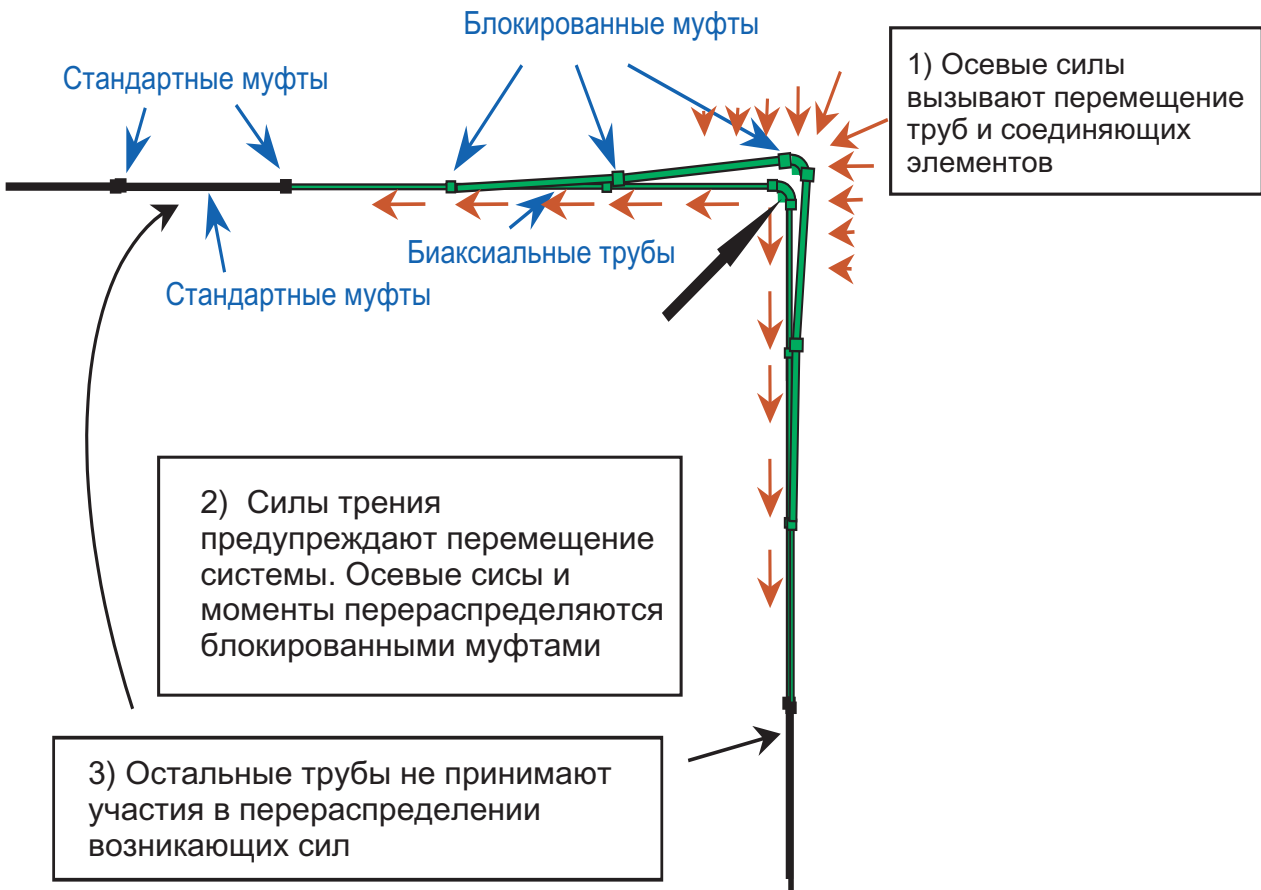 Блокированные муфты
Стандартные муфты
1) Осевые силы
вызывают перемещение
труб и соединяющих
элементов
Биаксиальные трубы
Стандартные муфты
2) Силы трения
предупреждают перемещение
системы. Осевые сисы и
моменты перераспределяются
блокированными муфтами
3) Остальные трубы не принимают
участия в перераспределении
возникающих сил